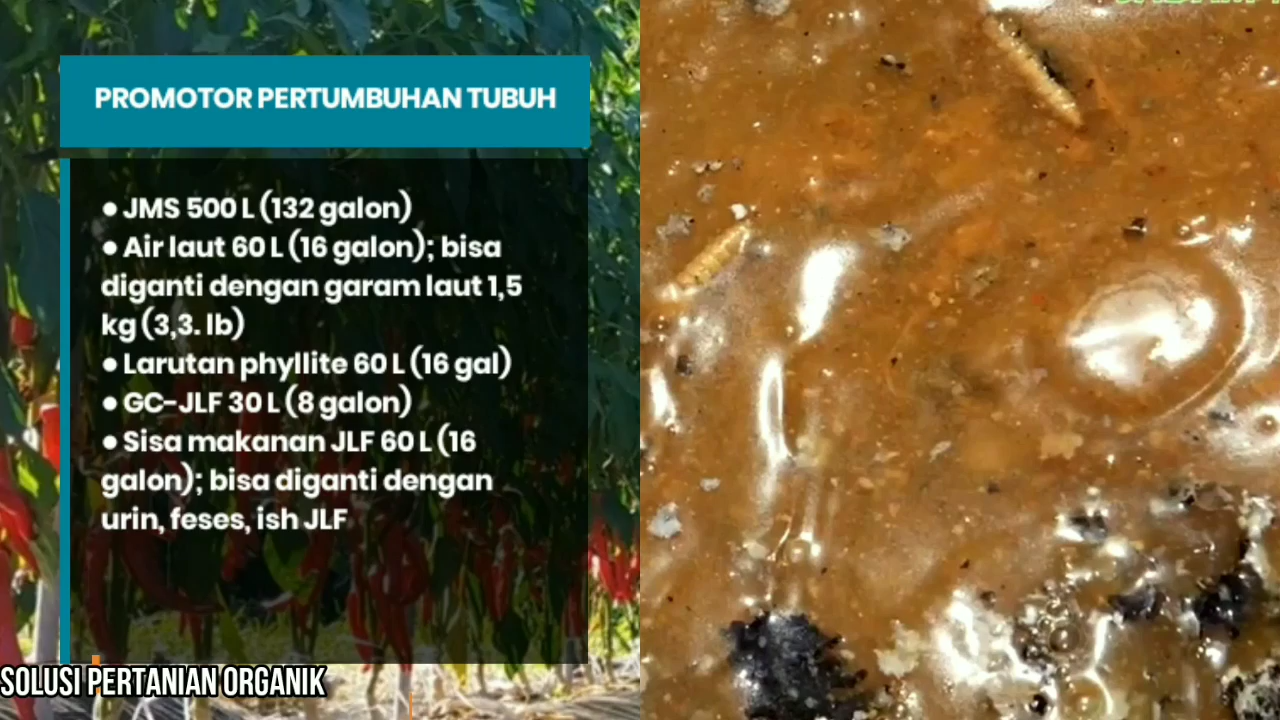 PROMOTOR PERTUMBUHAN TUBUH
● JMS 500 L (132 galon)
● Air laut 60 L (16 galon); bisa
diganti dengan garam laut 1,5
kg (3,3. lb)
● Larutan phyllite 60 L (16 gal)
● GC-JLF 30 L (8 galon)
● Sisa makanan JLF 60 L (16
galon); bisa diganti dengan
urin, feses, ish JLF
SOLUSI PERTANIAN ORGANIK